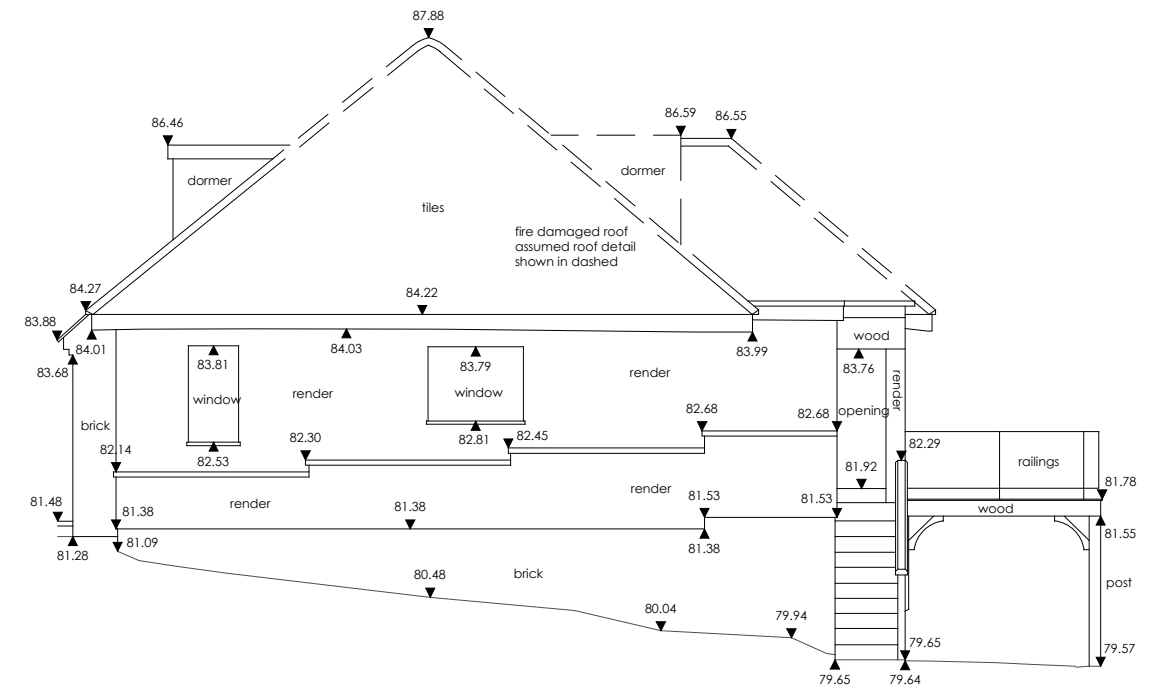 87.88
86.59
86.55
86.46
dormer
dormer
tiles
fire damaged roof
assumed roof detail
shown in dashed
84.27
84.22
83.88
84.01
84.03
83.99
wood
83.68
83.81
83.79
83.76
render
render
window
window
render
opening
brick
82.68
82.68
82.14
82.30
82.45
82.29
82.53
82.81
railings
81.92
81.78
81.48
81.38
render
81.38
render
81.53
81.53
wood
81.28
81.09
81.38
81.55
brick
80.48
post
80.04
79.94
79.65
79.57
79.65
79.64